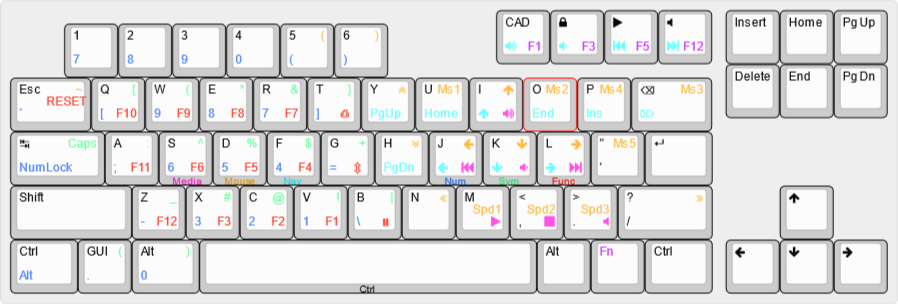 CAD F1
F3
F5
F12
Insert Home Pg Up
1 2 3 4 5 ( 6 )
7 8 9 0 ( )
Delete End Pg Dn
Esc ~ Q { W ( E * R & T ) Y U Ms1 I O Ms2 P Ms4 Ms3
RESET
` [ F10 9 F9 8 F8 7 F7 ] PgUp Home End Ins
Caps A : S ^ D % F $ G + H J K L " Ms5
NumLock ; F11 6 F6 5 F5 4 F4 = PgDn '
Media Mouse Nav Num Sym Func
Shift Z _ X # C @ V ! B | N « M < > ? »
Spd1 Spd2 Spd3
- F12 3 F3 2 F2 1 F1 \ , . /
Ctrl GUI ( Alt ) Alt Fn Ctrl
Alt . 0
Ctrl